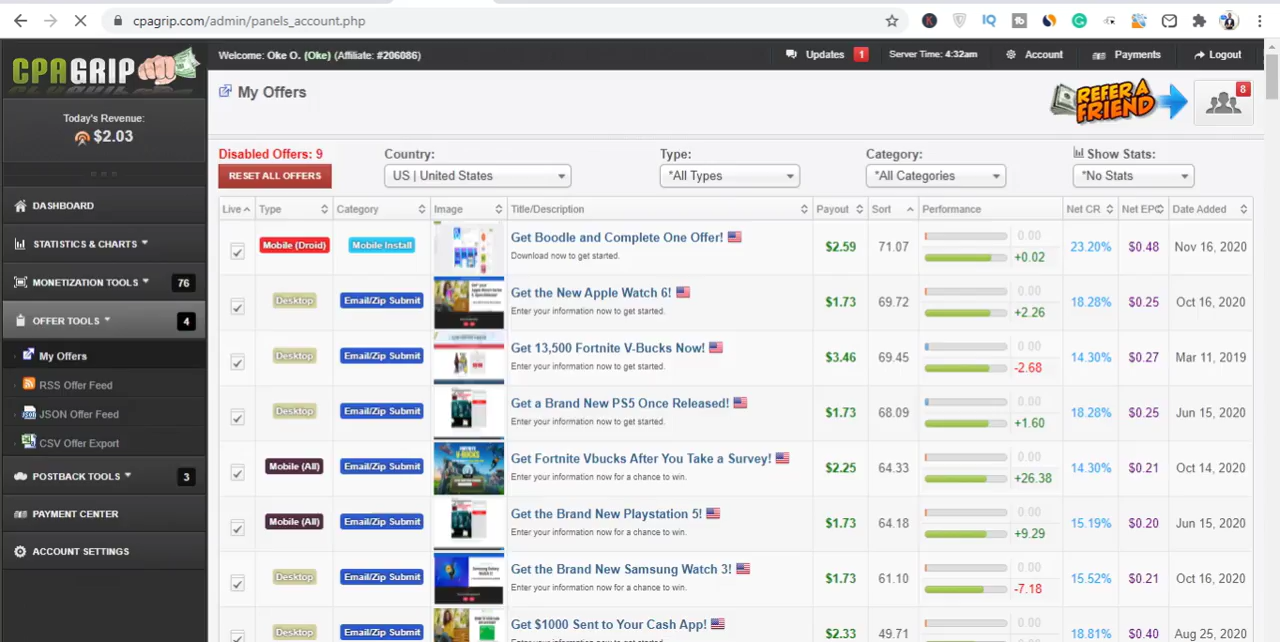 cpagrip.com/admin/panels_account.php
CPAGRIP
Today's Revenue:
$2.03
DASHBOARD
STATISTICS & CHARTS
MONETIZATION TOOLS 76
OFFER TOOLS 4
My Offers
RSS Offer Feed
JSON Offer Feed
CSV Offer Export
POSTBACK TOOLS 3
PAYMENT CENTER
ACCOUNT SETTINGS
Welcome: Oke O. (Oke) (Affiliate: #206086)
Updates 1 Server Time: 4:32am Account Payments Logout
My Offers
REFER A FRIEND
8
Disabled Offers: 9 Country: Type: Category: Show Stats:
RESET ALL OFFERS US | United States *All Types *All Categories *No Stats
Live Type Category Image Title/Description Payout Sort Performance Net CR Net EPC Date Added
Mobile (Droid) Mobile Install Get Boodle and Complete One Offer! $2.59 71.07 0.00 23.20% $0.48 Nov 16, 2020
Download now to get started. +0.02
Desktop Email/Zip Submit Get the New Apple Watch 6! $1.73 69.72 0.00 18.28% $0.25 Oct 16, 2020
Enter your information now to get started. +2.26
Desktop Email/Zip Submit Get 13,500 Fortnite V-Bucks Now! $3.46 69.45 0.00 14.30% $0.27 Mar 11, 2019
Enter your information now to get started. -2.68
Desktop Email/Zip Submit Get a Brand New PS5 Once Released! $1.73 68.09 0.00 18.28% $0.25 Jun 15, 2020
Enter your information now to get started. +1.60
Mobile (All) Email/Zip Submit Get Fortnite Vbucks After You Take a Survey! $2.25 64.33 0.00 14.30% $0.21 Oct 14, 2020
Enter your information now for a chance to win. +26.38
Mobile (All) Email/Zip Submit Get the Brand New Playstation 5! $1.73 64.18 0.00 15.19% $0.20 Jun 15, 2020
Enter your information now for a chance to win. +9.29
Desktop Email/Zip Submit Get the Brand New Samsung Watch 3! $1.73 61.10 0.00 15.52% $0.21 Oct 16, 2020
Enter your information now for a chance to win. -7.18
Desktop Email/Zip Submit Get $1000 Sent to Your Cash App! $2.33 49.71 0.00 18.81% $0.40 Aug 25, 2020